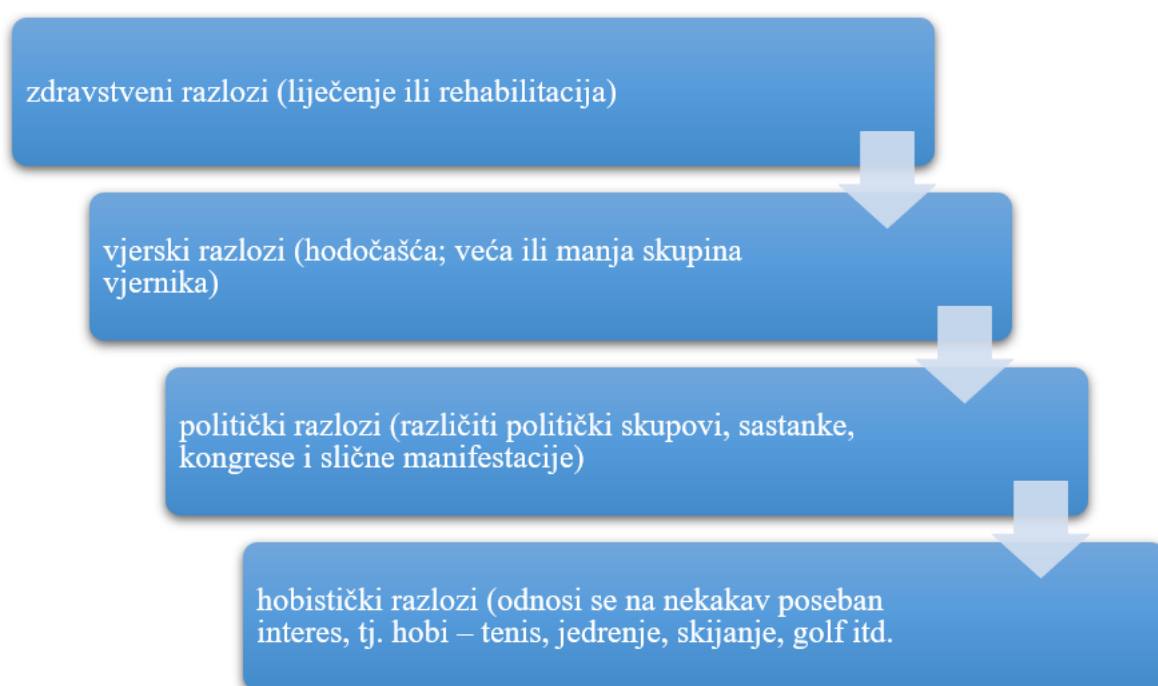 zdravstveni razlozi (liječenje ili rehabilitacija)
vjerski razlozi (hodočašća; veća ili manja skupina
vjernika)
politički razlozi (različiti politički skupovi, sastanke,
kongrese i slične manifestacije)
hobistički razlozi (odnosi se na nekakav poseban
interes, tj. hobi – tenis, jedrenje, skijanje, golf itd.